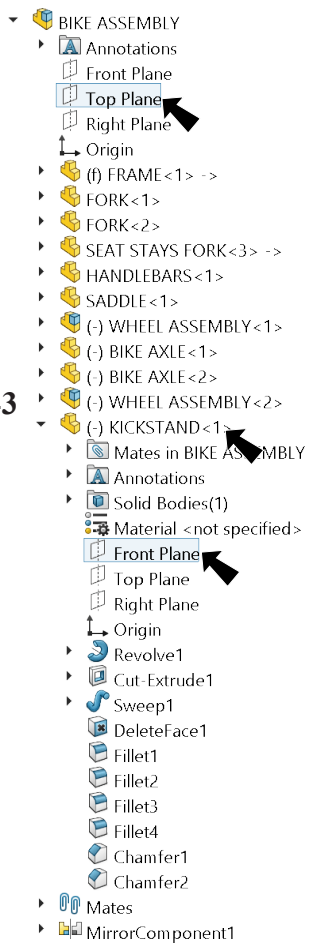 BIKE ASSEMBLY
Annotations
Front Plane
Top Plane
Right Plane
Origin
(f) FRAME<1> ->
FORK<1>
FORK<2>
SEAT STAYS FORK<3> ->
HANDLEBARS<1>
SADDLE<1>
(-) WHEEL ASSEMBLY<1>
(-) BIKE AXLE<1>
(-) BIKE AXLE<2>
3 (-) WHEEL ASSEMBLY<2>
(-) KICKSTAND<1>
Mates in BIKE ASSEMBLY
Annotations
Solid Bodies(1)
Material <not specified>
Front Plane
Top Plane
Right Plane
Origin
Revolve1
Cut-Extrude1
Sweep1
DeleteFace1
Fillet1
Fillet2
Fillet3
Fillet4
Chamfer1
Chamfer2
Mates
MirrorComponent1